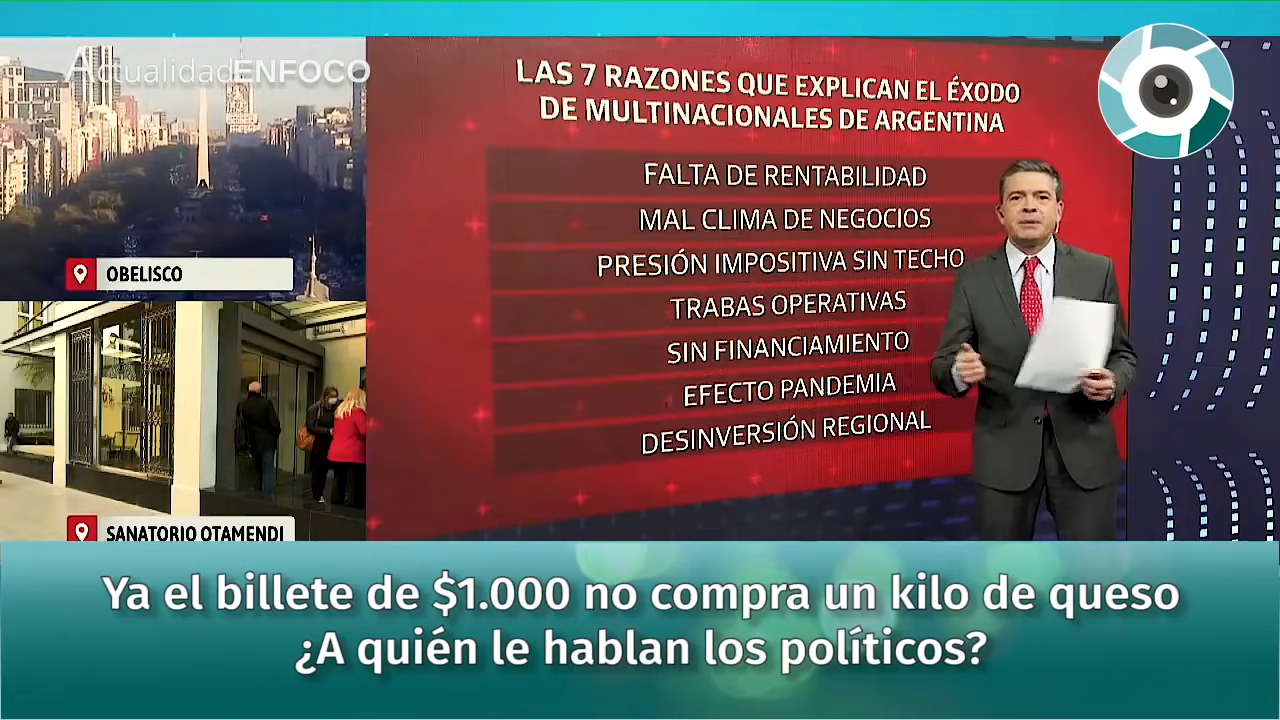 ActualidadENFOCO
OBELISCO
SANATORIO OTAMENDI
LAS 7 RAZONES QUE EXPLICAN EL ÉXODO
DE MULTINACIONALES DE ARGENTINA
FALTA DE RENTABILIDAD
MAL CLIMA DE NEGOCIOS
PRESIÓN IMPOSITIVA SIN TECHO
TRABAS OPERATIVAS
SIN FINANCIAMIENTO
EFECTO PANDEMIA
DESINVERSIÓN REGIONAL
Ya el billete de $1.000 no compra un kilo de queso
¿A quién le hablan los políticos?